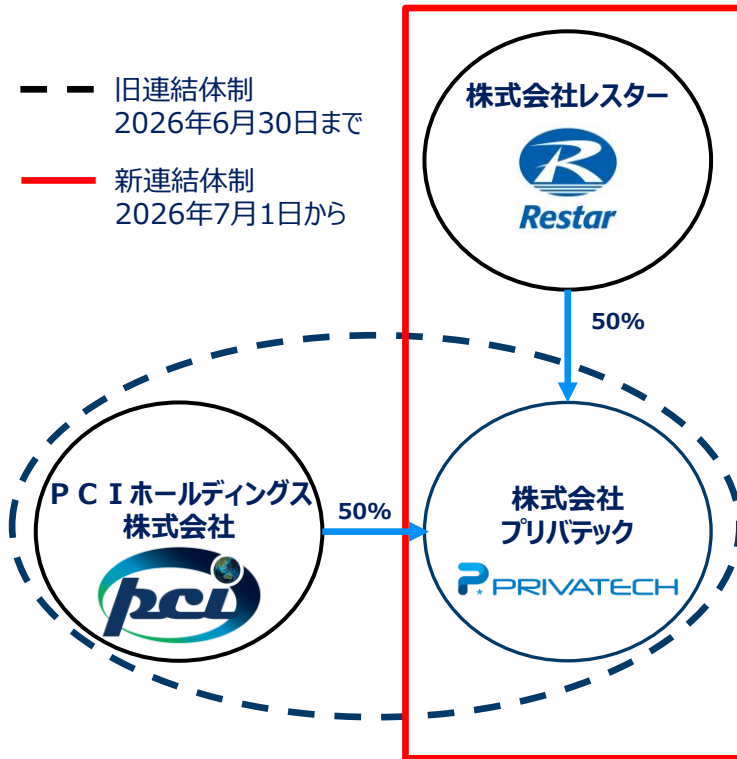 旧連結体制
2026年6月30日まで
新連結体制
2026年7月1日から
株式会社レスター
R
Restar
50%
ＰＣＩホールディングス
株式会社
pci
50%
株式会社
プリバテック
PRIVATECH